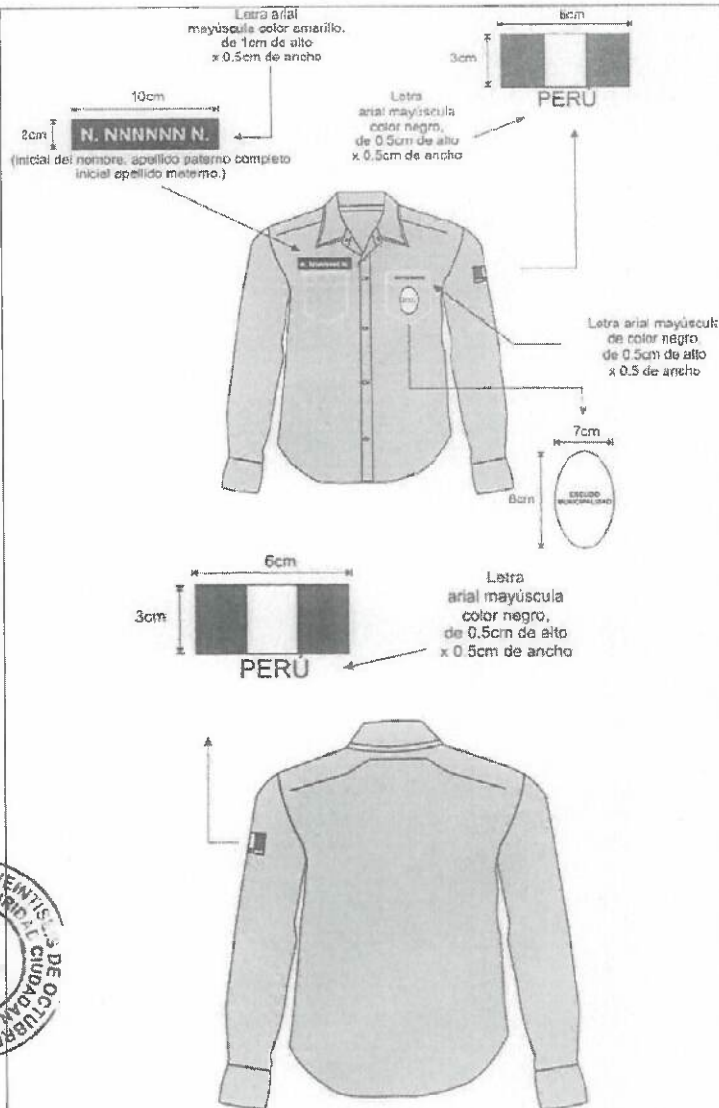 Letra arial
mayúscula color amarillo.
de 1cm de alto
x 0.5cm de ancho
10cm
2cm
N. NNNNNN N.
(inicial del nombre, apellido paterno completo
inicial apellido materno.)
6cm
3cm
PERÚ
Letra
arial mayúscula
color negro,
de 0.5cm de alto
x 0.5cm de ancho
N. NNNNNN N.
Letra arial mayúscula
de color negro,
de 0.5cm de alto
x 0.5 de ancho
7cm
ESCUDO
MUNICIPALIDAD
6cm
3cm
PERÚ
Letra
arial mayúscula
color negro,
de 0.5cm de alto
x 0.5cm de ancho
DE OCTUBR
CIUDADAN